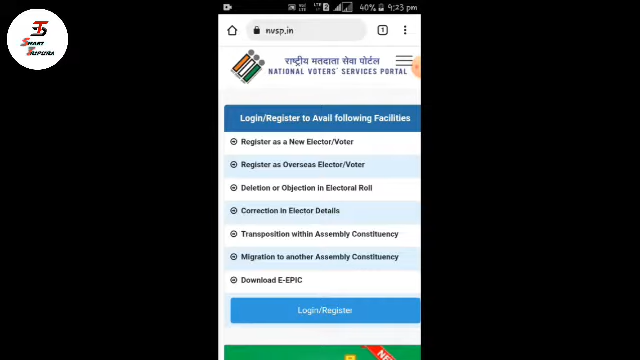 40% 9:23 pm
nvsp.in
1
SMART TRIPURA
राष्ट्रीय मतदाता सेवा पोर्टल
NATIONAL VOTERS' SERVICES PORTAL
Login/Register to Avail following Facilities
Register as a New Elector/Voter
Register as Overseas Elector/Voter
Deletion or Objection in Electoral Roll
Correction in Elector Details
Transposition within Assembly Constituency
Migration to another Assembly Constituency
Download E-EPIC
Login/Register
NEW